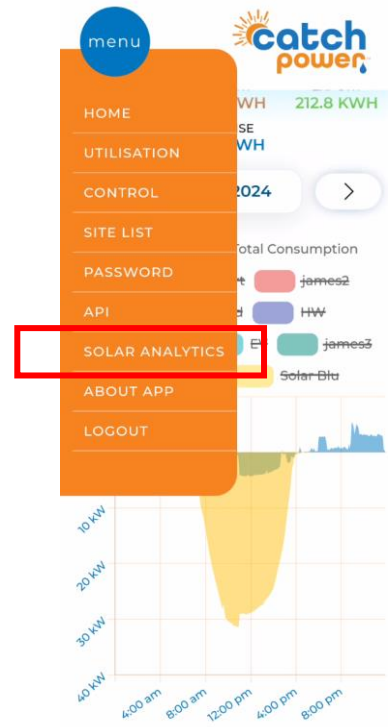 menu
catch
power
WH
212.8 KWH
SE
WH
2024
>
HOME
UTILISATION
CONTROL
SITE LIST
PASSWORD
API
SOLAR ANALYTICS
ABOUT APP
LOGOUT
Total Consumption
james2
HW
james3
Solar Blu
10 KW
20 KW
30 KW
40 KW
4:00 am
8:00 am
12:00 pm
4:00 pm
8:00 pm